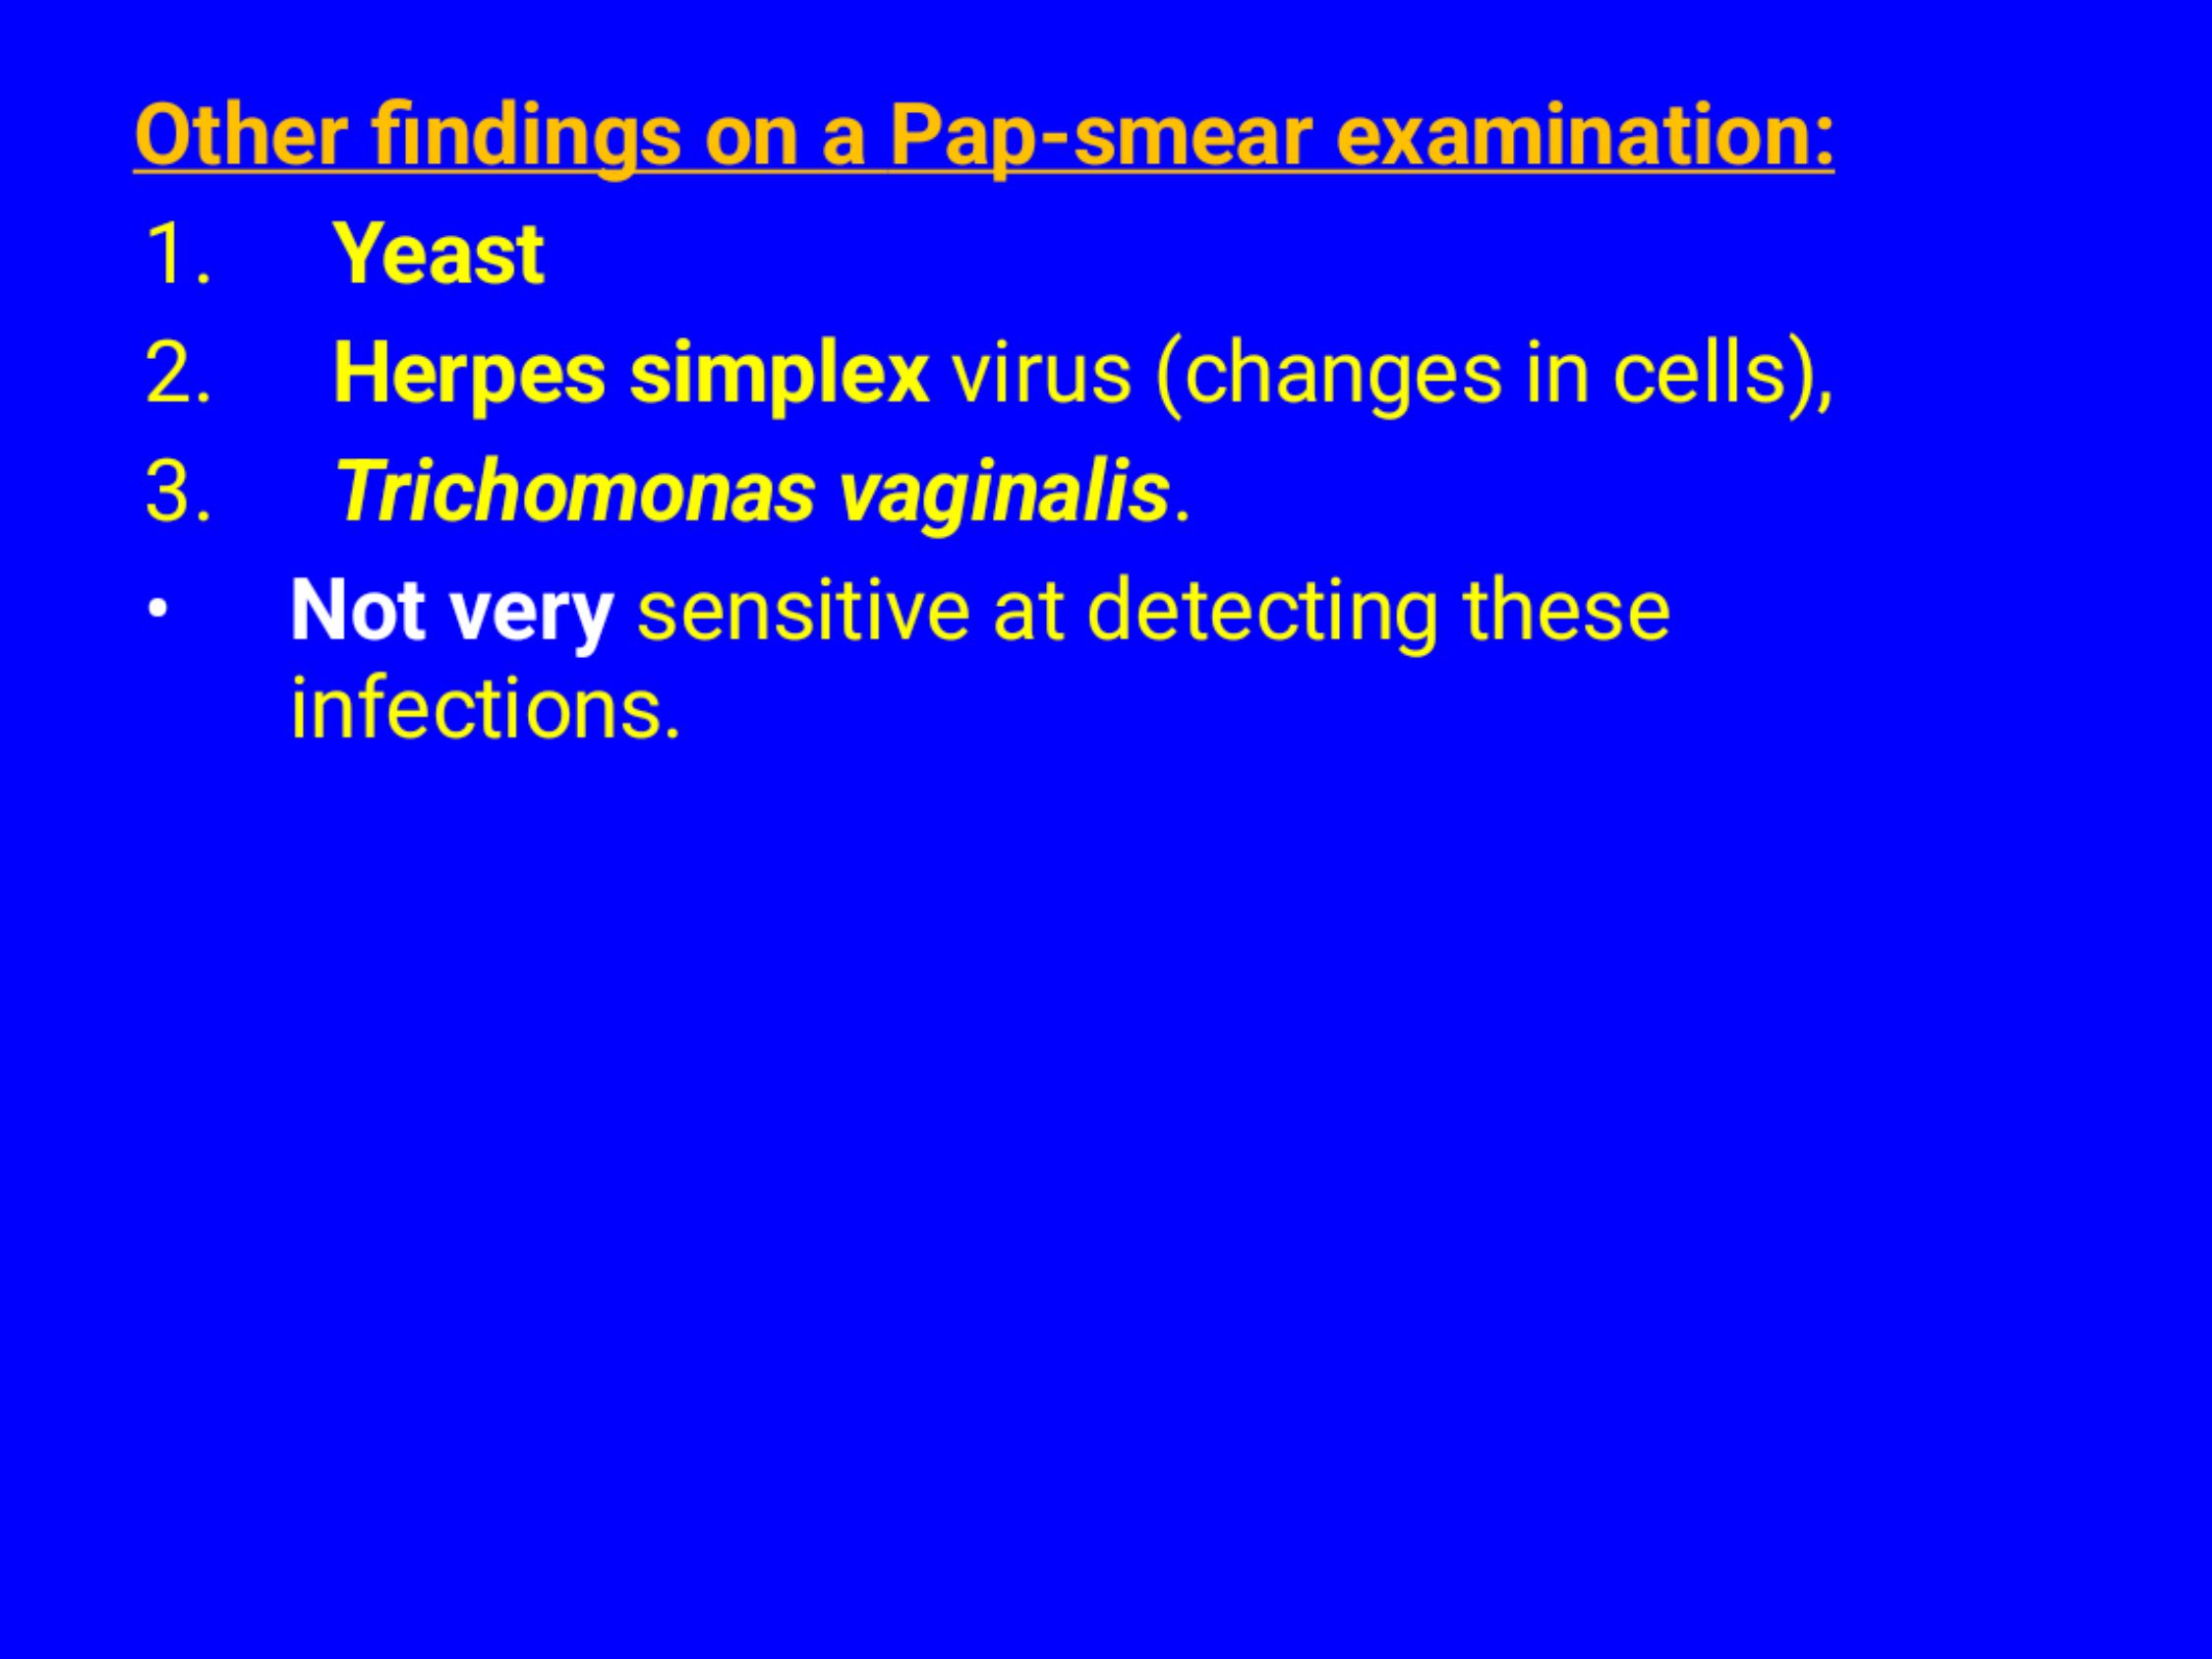 Other findings on a Pap-smear examination:
1. Yeast
2. Herpes simplex virus (changes in cells),
3. Trichomonas vaginalis.
• Not very sensitive at detecting these
infections.